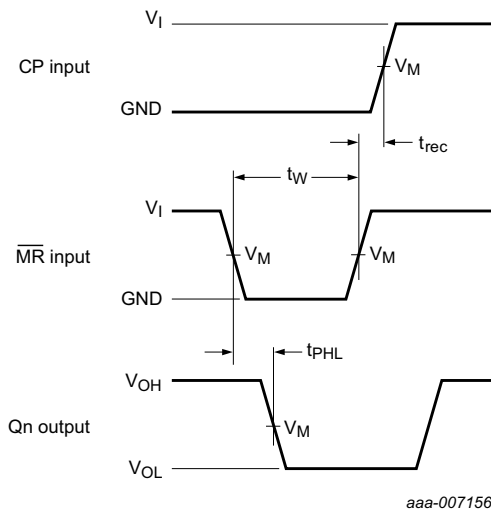 V_I
CP input
V_M
GND
t_rec
t_W
V_I
MR input
V_M
V_M
GND
t_PHL
V_OH
Qn output
V_M
V_OL
aaa-007156